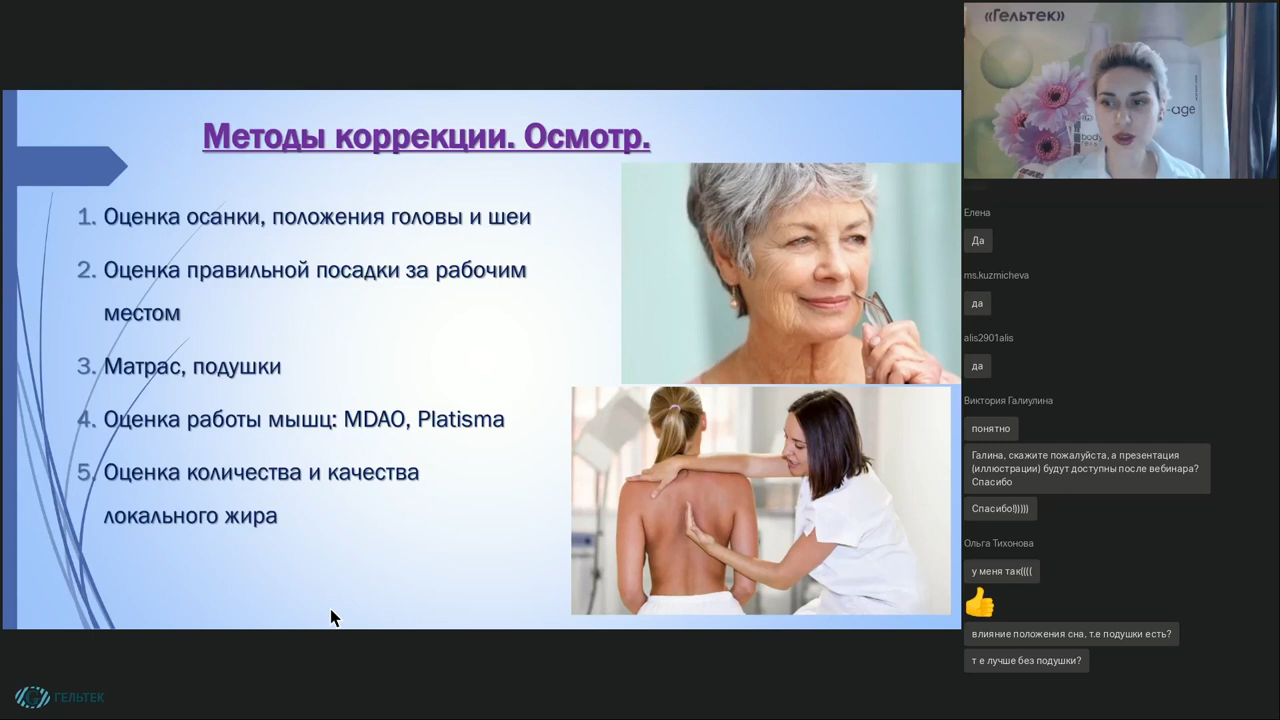 Методы коррекции. Осмотр.
1. Оценка осанки, положения головы и шеи
2. Оценка правильной посадки за рабочим
местом
3. Матрас, подушки
4. Оценка работы мышц: MDAO, Platisma
5. Оценка количества и качества
локального жира
ГЕЛЬТЕК
«Гельтек»
-age
body
Елена
Да
ms.kuzmicheva
да
alis2901alis
да
Виктория Галиулина
понятно
Галина, скажите пожалуйста, а презентация
(иллюстрации) будут доступны после вебинара?
Спасибо
Спасибо!)))))
Ольга Тихонова
у меня так((((
влияние положения сна, т.е подушки есть?
т е лучше без подушки?